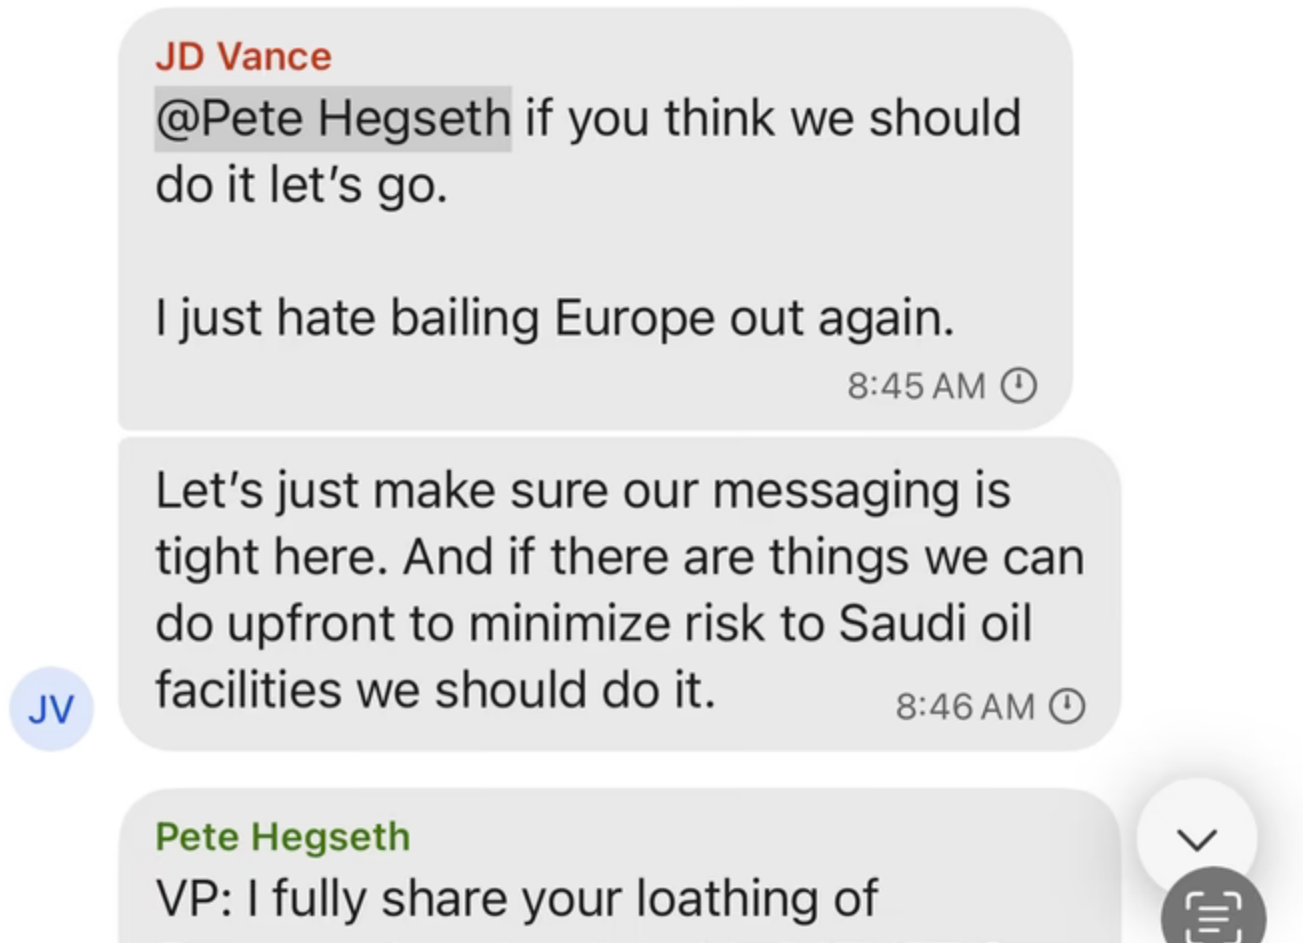 JD Vance
@Pete Hegseth if you think we should
do it let’s go.
I just hate bailing Europe out again.
8:45 AM
Let’s just make sure our messaging is
tight here. And if there are things we can
do upfront to minimize risk to Saudi oil
facilities we should do it.
8:46 AM
JV
Pete Hegseth
VP: I fully share your loathing of